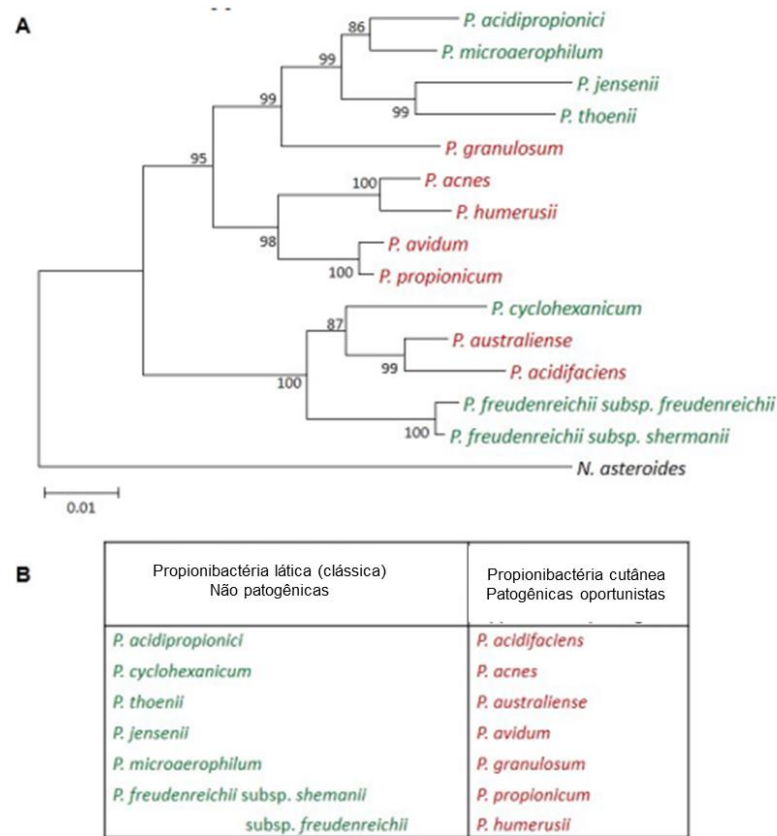 A
P. acidipropionici
86
P. microaerophilum
99
P. jensenii
99
99
P. thoenii
P. granulosum
95
P. acnes
100
P. humerusii
98
P. avidum
100
P. propionicum
P. cyclohexanicum
87
P. australiense
99
P. acidifaciens
100
P. freudenreichii subsp. freudenreichii
100
P. freudenreichii subsp. shermanii
N. asteroides
0.01
B
Propionibactéria lática (clássica)
Não patogênicas
Propionibactéria cutânea
Patogênicas oportunistas
P. acidipropionici
P. acidifaciens
P. cyclohexanicum
P. acnes
P. thoenii
P. australiense
P. jensenii
P. avidum
P. microaerophilum
P. granulosum
P. freudenreichii subsp. shemanii
P. propionicum
subsp. freudenreichii
P. humerusii